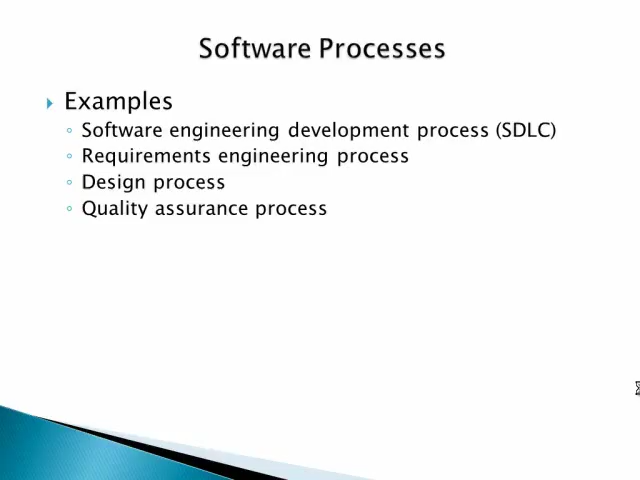 Software Processes
Examples
Software engineering development process (SDLC)
Requirements engineering process
Design process
Quality assurance process